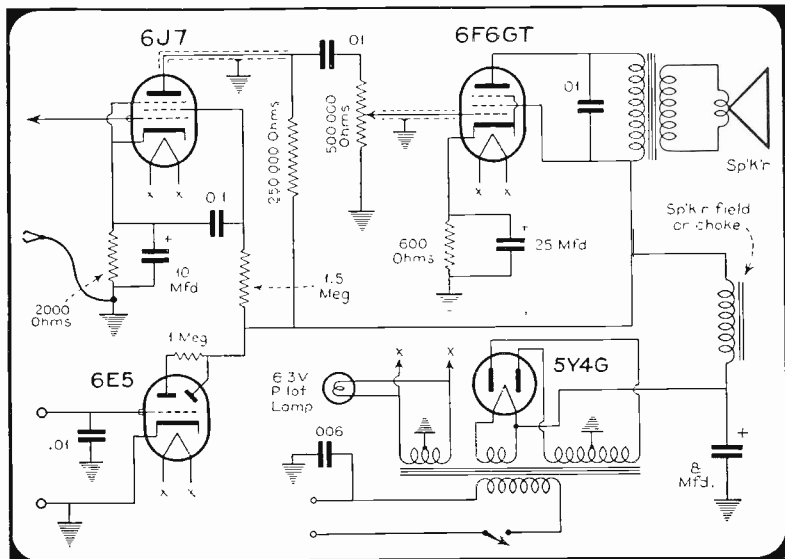 6J7
6F6GT
01
01
250 000 Ohms
500 000 Ohms
Sp'k'r
x x
x x
0.1
Sp'k'r field
or choke
+
10
Mfd
600
Ohms
+
25 Mfd
2000
Ohms
1.5
Meg
1 Meg
6E5
6 3V
Pilot
Lamp
x
x
5Y4G
.01
x x
006
+
8
Mfd.